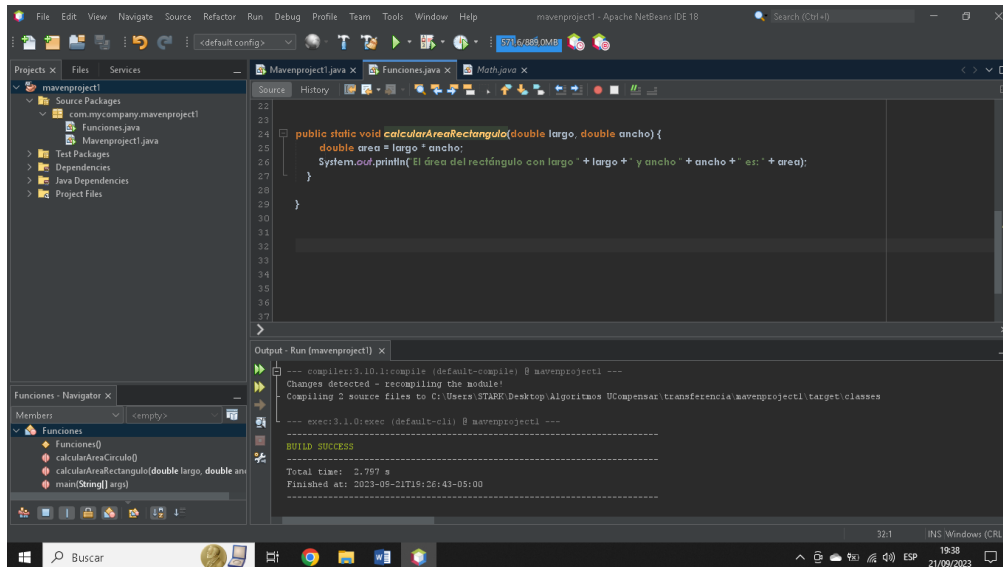 File Edit View Navigate Source Refactor Run Debug Profile Team Tools Window Help mavenproject1 - Apache NetBeans IDE 18 Search (Ctrl+I)
<default config> 571,6/889,0MB
Projects Files Services
mavenproject1
Source Packages
com.mycompany.mavenproject1
Funciones.java
Mavenproject1.java
Test Packages
Dependencies
Java Dependencies
Project Files
Mavenproject1.java Funciones.java Math.java
Source History
22
23
24 public static void calcularAreaRectangulo(double largo, double ancho) {
25 double area = largo * ancho;
26 System.out.println("El área del rectángulo con largo " + largo + " y ancho " + ancho + " es: " + area);
27 }
28
29 }
30
31
32
33
34
35
36
37
Output - Run (mavenproject1)
--- compiler:3.10.1:compile (default-compile) @ mavenproject1 ---
Changes detected - recompiling the module!
Compiling 2 source files to C:\Users\STARK\Desktop\Algoritmos UCompensar\transferencia\mavenproject1\target\classes
--- exec:3.1.0:exec (default-cli) @ mavenproject1 ---
------------------------------------------------------------------------
BUILD SUCCESS
------------------------------------------------------------------------
Total time: 2.797 s
Finished at: 2023-09-21T19:26:43-05:00
------------------------------------------------------------------------
Funciones - Navigator
Members <empty>
Funciones
Funciones()
calcularAreaCirculo()
calcularAreaRectangulo(double largo, double an
main(String[] args)
32:1 INS Windows (CRL
Buscar
ESP
19:38
21/09/2023